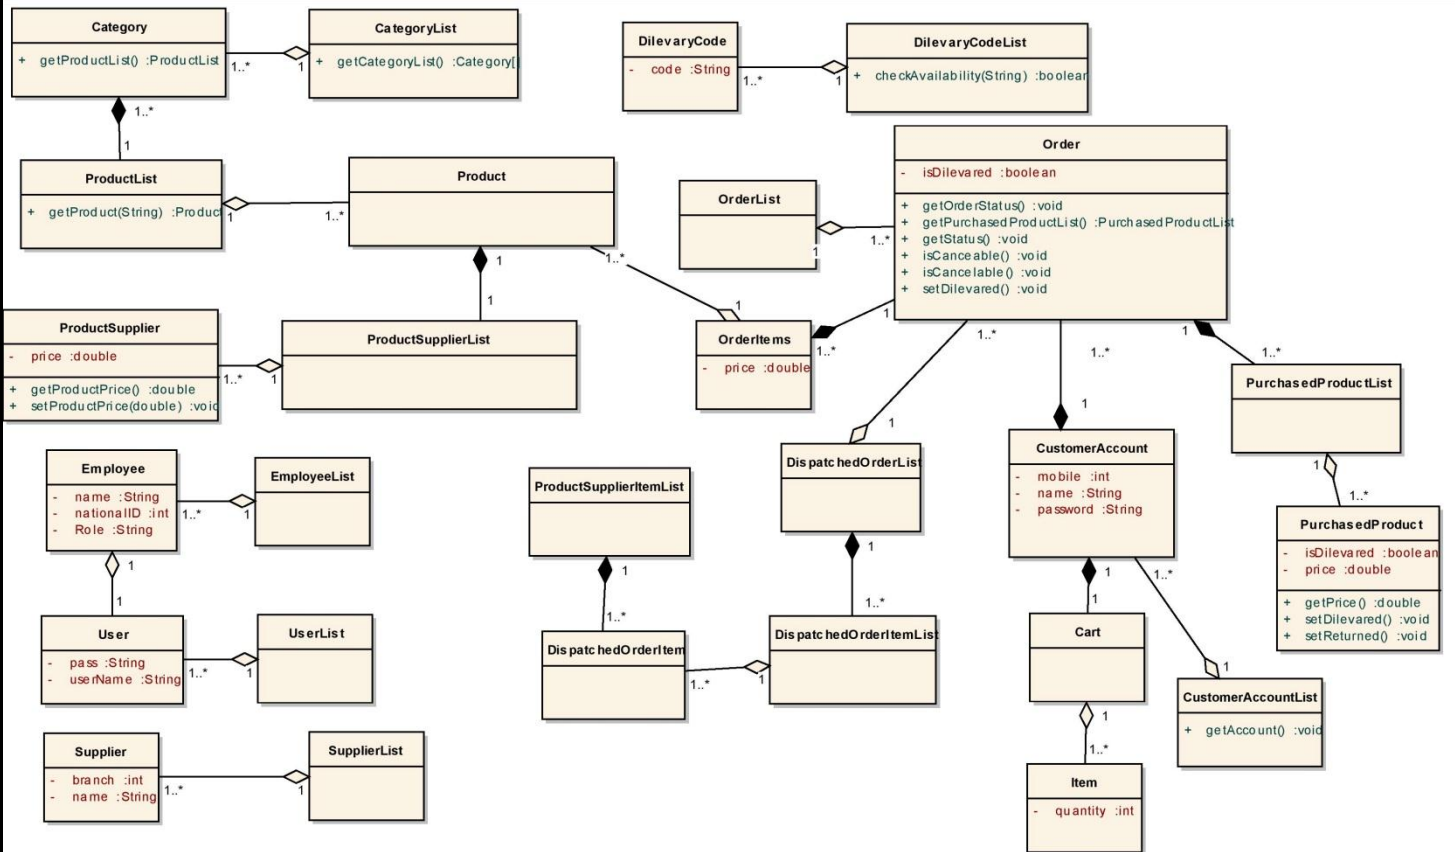 Category
+ getProductList() :ProductList
1..*
1
CategoryList
+ getCategoryList() :Category[]
DilevaryCode
- code :String
1..*
1
DilevaryCodeList
+ checkAvailability(String) :boolean
1..*
1
ProductList
+ getProduct(String) :Product
1
1..*
Product
1
1
1..*
1
OrderList
1
1..*
Order
- isDilevared :boolean
+ getOrderStatus() :void
+ getPurchasedProductList() :PurchasedProductList
+ getStatus() :void
+ isCanceable() :void
+ isCancelable() :void
+ setDilevared() :void
1
1..*
1..*
1
1..*
1
1
1..*
ProductSupplier
- price :double
+ getProductPrice() :double
+ setProductPrice(double) :void
1..*
1
ProductSupplierList
OrderItems
- price :double
PurchasedProductList
1
1..*
PurchasedProduct
- isDilevared :boolean
- price :double
+ getPrice() :double
+ setDilevared() :void
+ setReturned() :void
Employee
- name :String
- nationalID :int
- Role :String
1..*
1
EmployeeList
1
1
User
- pass :String
- userName :String
1..*
1
UserList
Supplier
- branch :int
- name :String
1..*
1
SupplierList
ProductSupplierItemList
1
1..*
DispatchedOrderItem
1..*
1
DispatchedOrderList
1
1..*
DispatchedOrderItemList
CustomerAccount
- mobile :int
- name :String
- password :String
1
1
1..*
1
Cart
1
1..*
Item
- quantity :int
CustomerAccountList
+ getAccount() :void